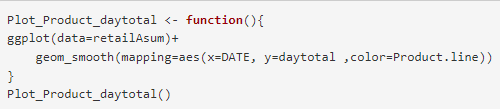 Plot_Product_daytotal <- function(){
ggplot(data=retailAsum)+
    geom_smooth(mapping=aes(x=DATE, y=daytotal ,color=Product.line))
}
Plot_Product_daytotal()